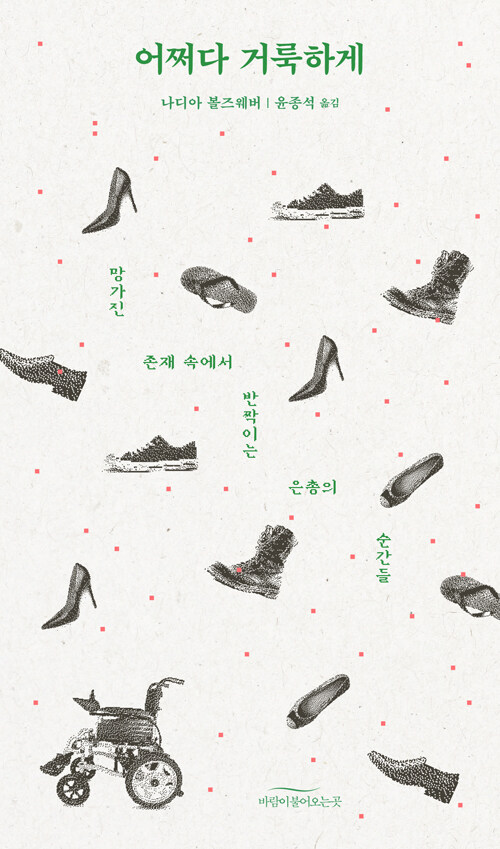 어쩌다 거룩하게
나디아 볼즈웨버 | 윤종석 옮김
망가진
존재 속에서
반짝이는
은총의
순간들
바람이불어오는곳